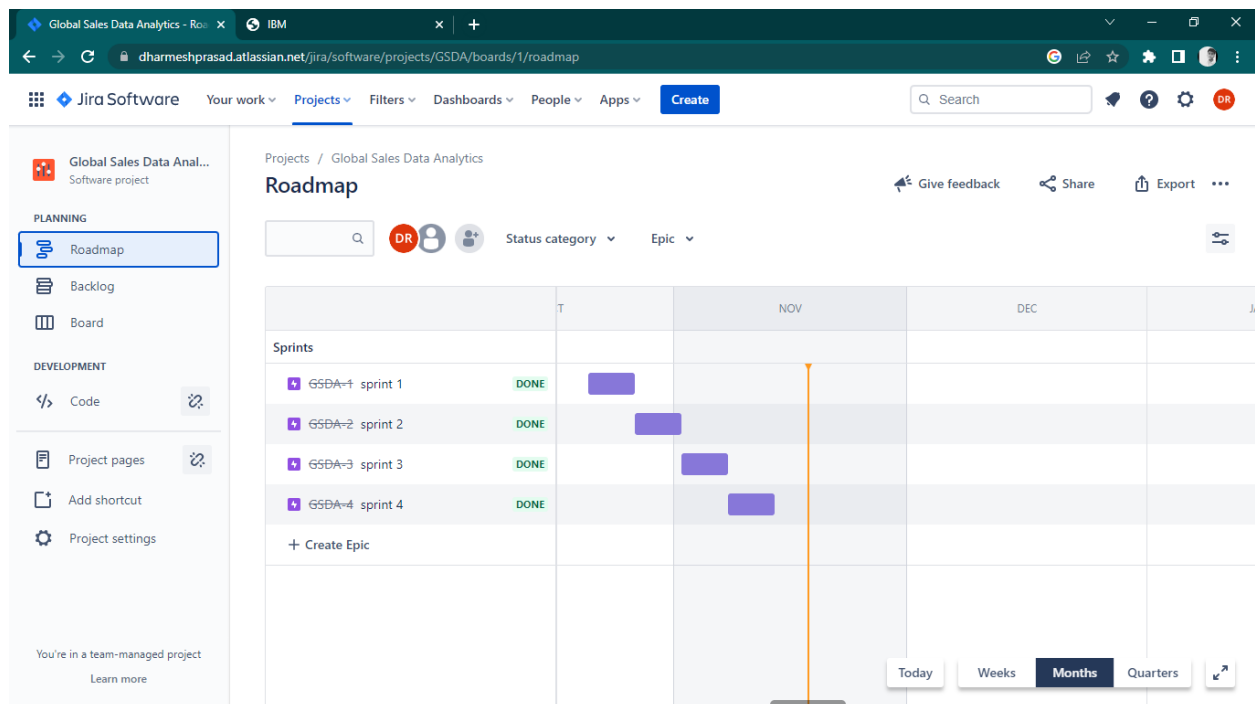 Global Sales Data Analytics - Roa
IBM
dharmeshprasad.atlassian.net/jira/software/projects/GSDA/boards/1/roadmap
Jira Software Your work Projects Filters Dashboards People Apps Create Search DR
Global Sales Data Anal...
Software project
PLANNING
Roadmap
Backlog
Board
DEVELOPMENT
Code
Project pages
Add shortcut
Project settings
You're in a team-managed project
Learn more
Projects / Global Sales Data Analytics
Roadmap
Give feedback Share Export
DR Status category Epic
T NOV DEC JA
Sprints
GSDA-1 sprint 1 DONE
GSDA-2 sprint 2 DONE
GSDA-3 sprint 3 DONE
GSDA-4 sprint 4 DONE
+ Create Epic
Today Weeks Months Quarters